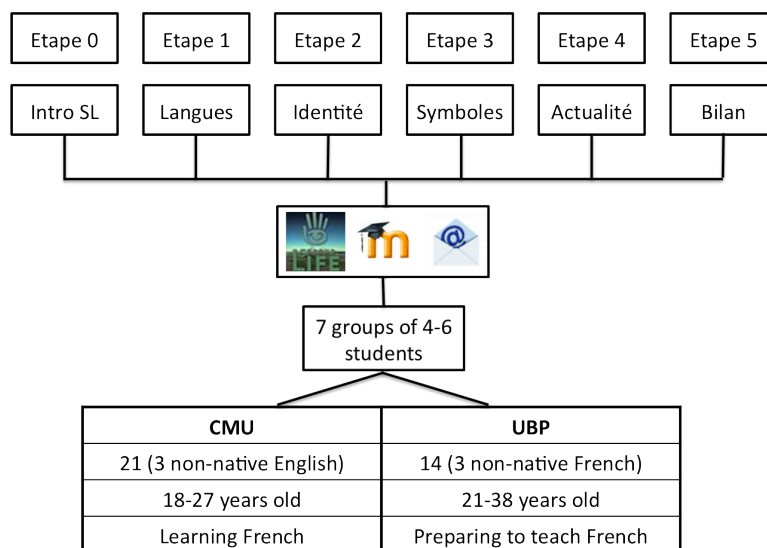 Etape 0
Etape 1
Etape 2
Etape 3
Etape 4
Etape 5
Intro SL
Langues
Identité
Symboles
Actualité
Bilan
LIFE
m
@
7 groups of 4-6
students
CMU
UBP
21 (3 non-native English)
14 (3 non-native French)
18-27 years old
21-38 years old
Learning French
Preparing to teach French